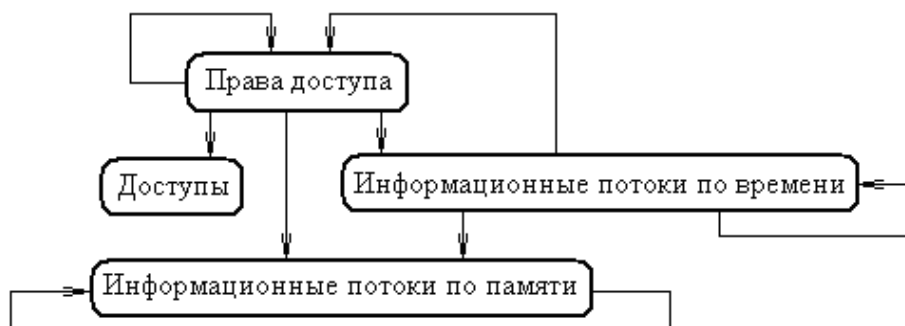 Права доступа
Доступы
Информационные потоки по времени
Информационные потоки по памяти